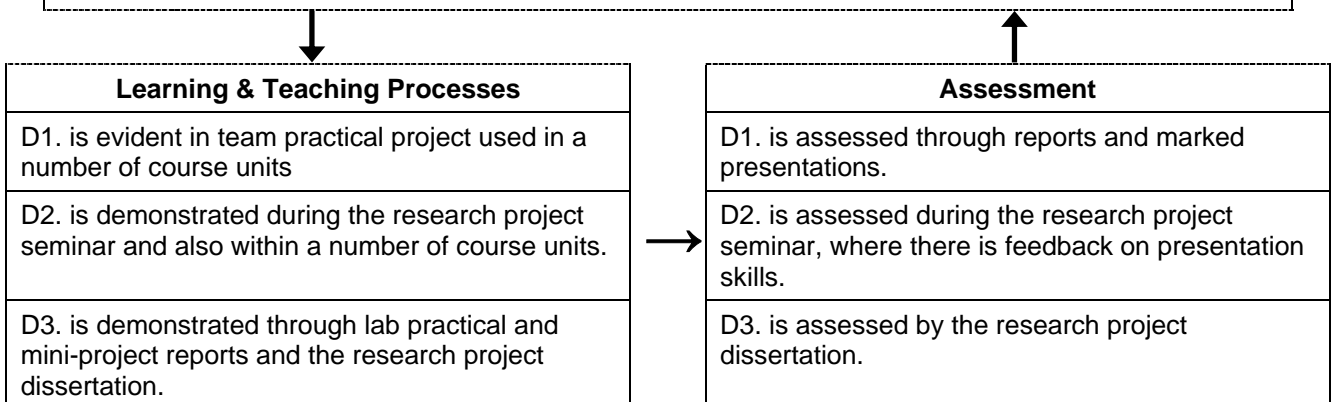 Learning & Teaching Processes
D1. is evident in team practical project used in a
number of course units
D2. is demonstrated during the research project
seminar and also within a number of course units.
D3. is demonstrated through lab practical and
mini-project reports and the research project
dissertation.
Assessment
D1. is assessed through reports and marked
presentations.
D2. is assessed during the research project
seminar, where there is feedback on presentation
skills.
D3. is assessed by the research project
dissertation.